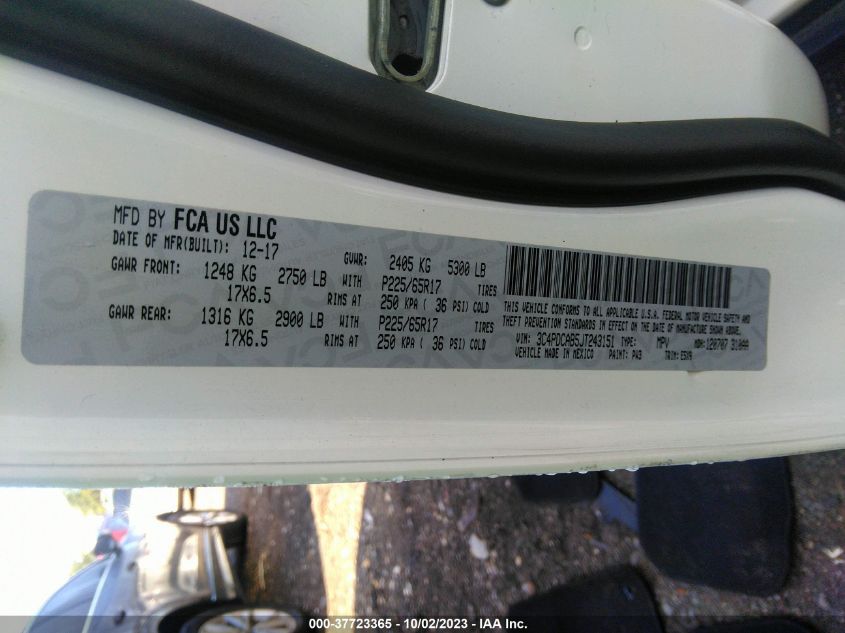 MFD BY FCA US LLC
DATE OF MFR(BUILT): 12-17 GVWR: 2405 KG 5300 LB
GAWR FRONT: 1248 KG 2750 LB WITH P225/65R17 TIRES
17X6.5 RIMS AT 250 KPA ( 36 PSI) COLD
GAWR REAR: 1316 KG 2900 LB WITH P225/65R17 TIRES
17X6.5 RIMS AT 250 KPA ( 36 PSI) COLD
THIS VEHICLE CONFORMS TO ALL APPLICABLE U.S.A. FEDERAL MOTOR VEHICLE SAFETY AND
THEFT PREVENTION STANDARDS IN EFFECT ON THE DATE OF MANUFACTURE SHOWN ABOVE.
VIN: 3C4PDCAB5JT243151 TYPE: MPV MDH: 120707 310AA
VEHICLE MADE IN MEXICO PAINT: PW3 TRIM:
000-37723365 - 10/02/2023 - IAA Inc.